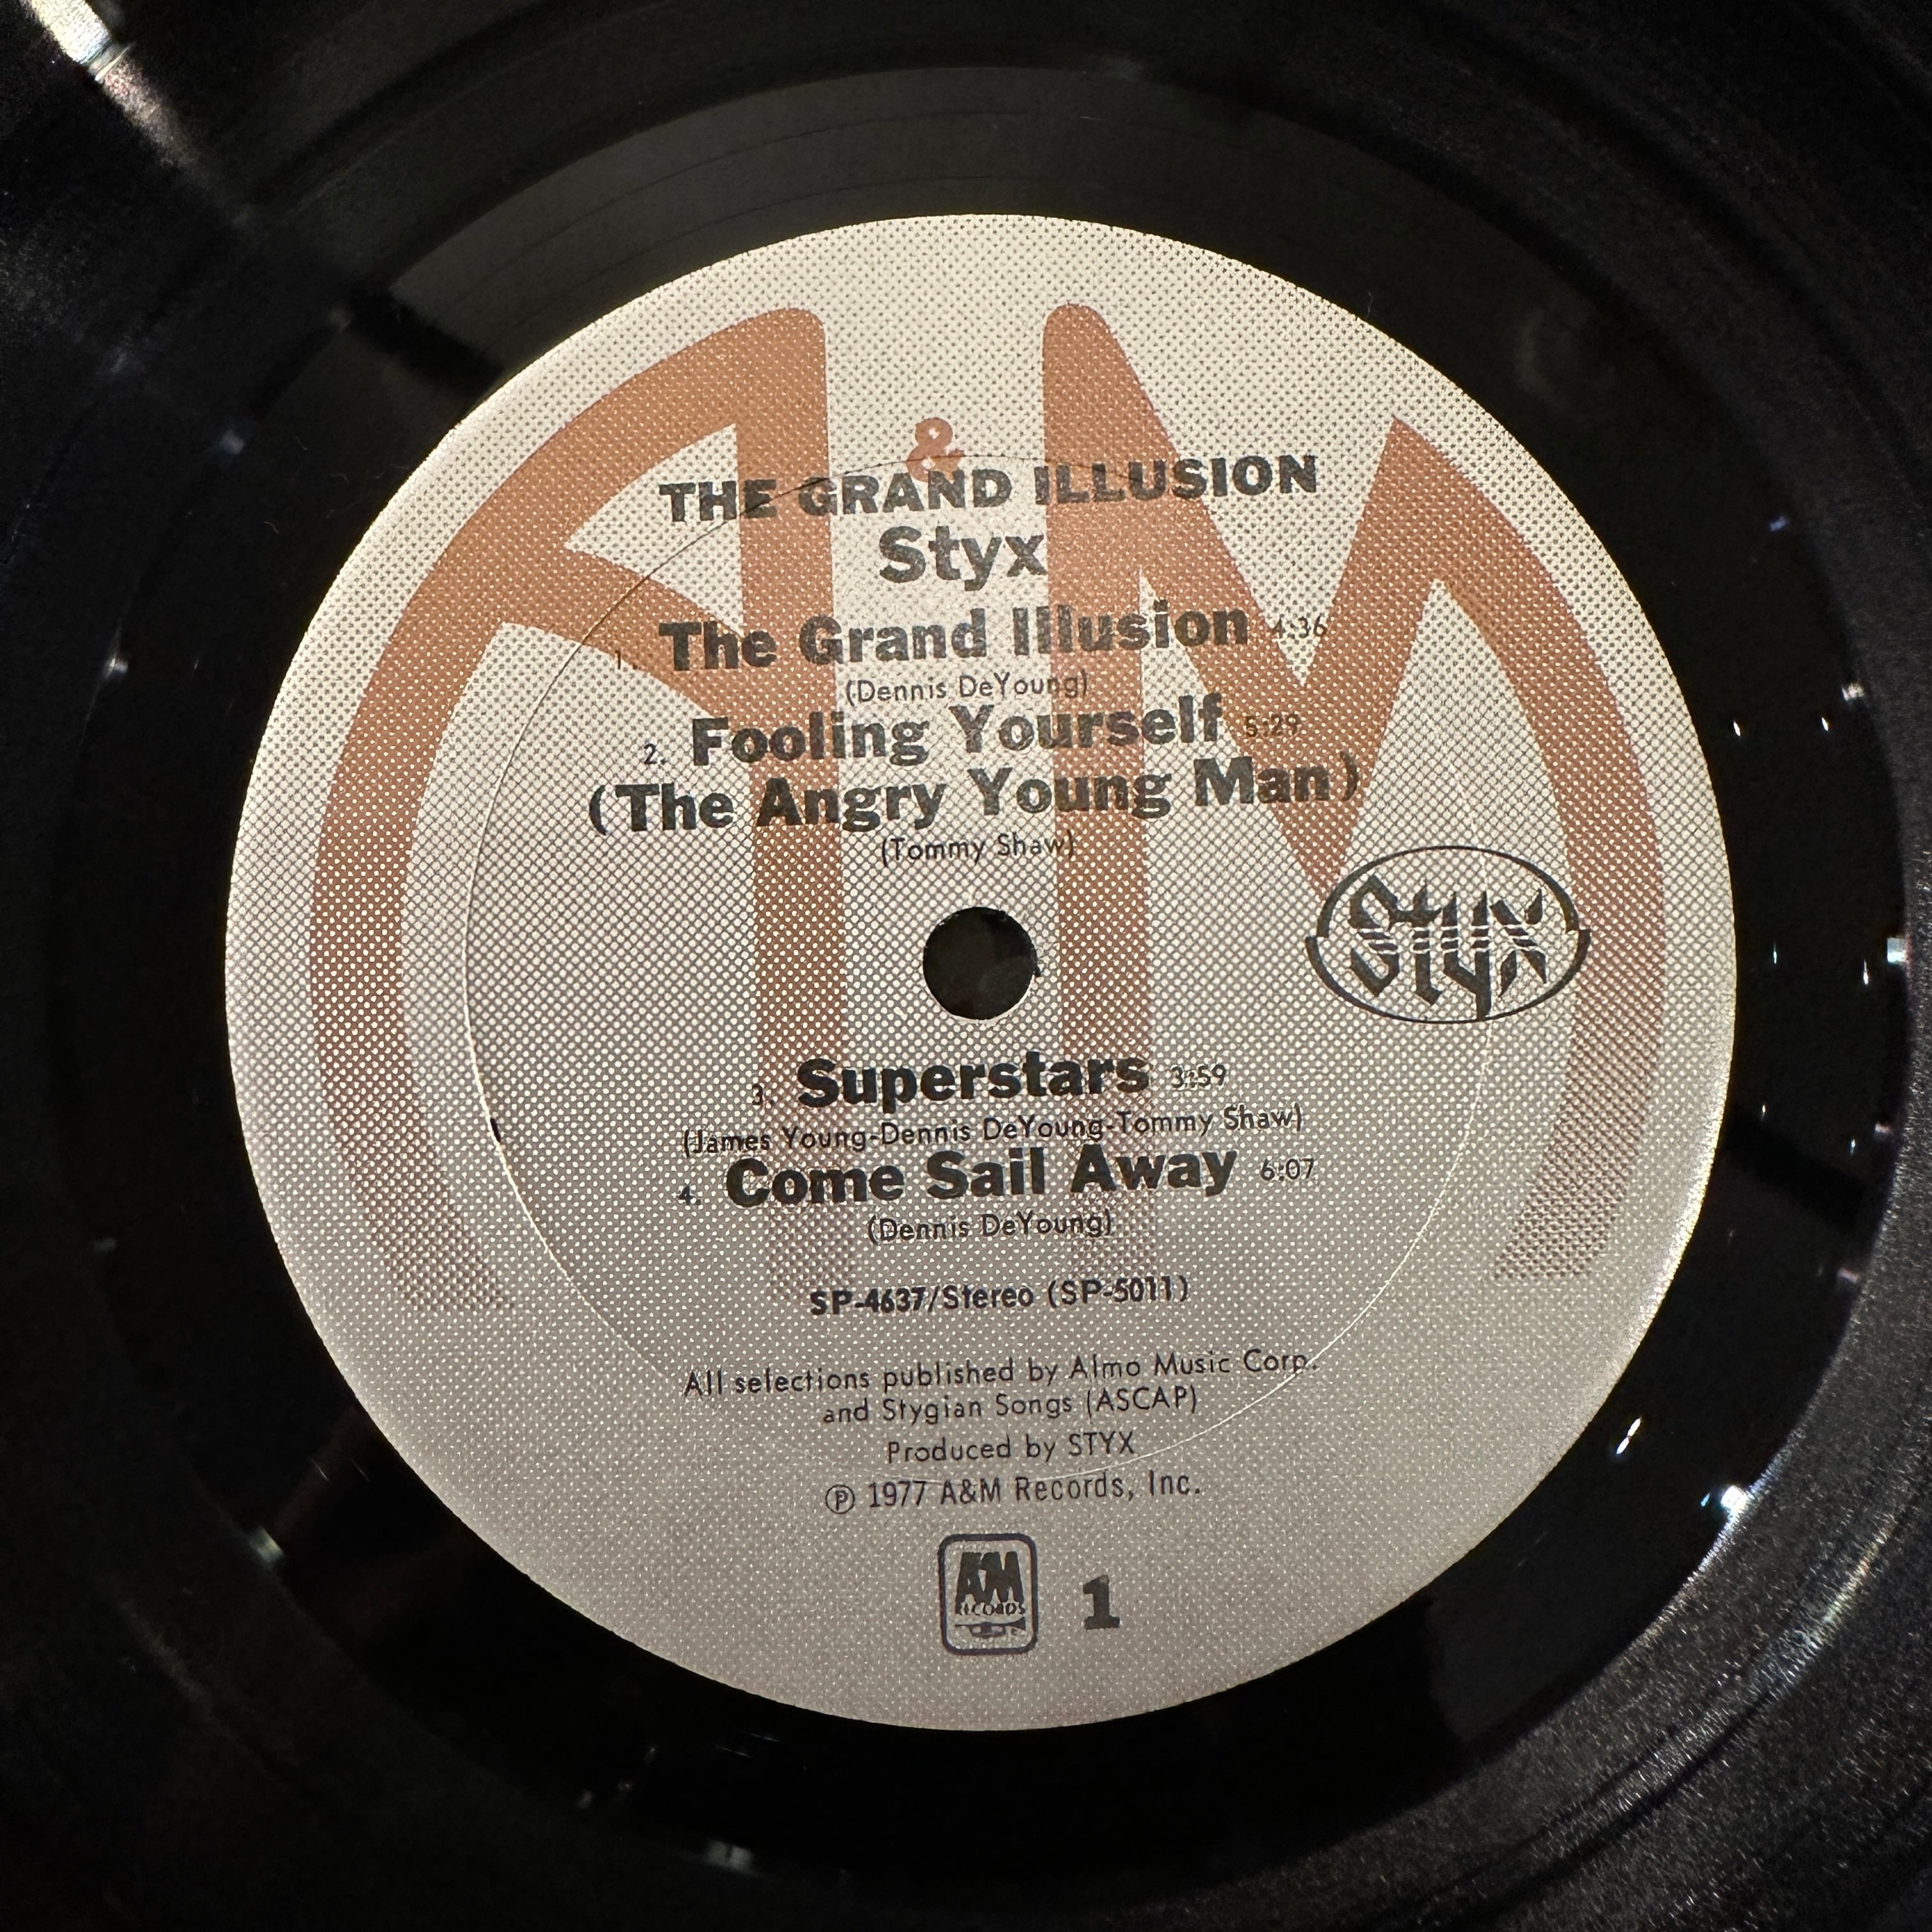 A&M
THE GRAND ILLUSION
Styx
1. The Grand Illusion 4:36
(Dennis DeYoung)
2. Fooling Yourself 5:29
(The Angry Young Man)
(Tommy Shaw)
Styx
3. Superstars 3:59
(James Young-Dennis DeYoung-Tommy Shaw)
4. Come Sail Away 6:07
(Dennis DeYoung)
SP-4637/Stereo (SP-5011)
All selections published by Almo Music Corp.
and Stygian Songs (ASCAP)
Produced by STYX
℗ 1977 A&M Records, Inc.
A&M
RECORDS
1